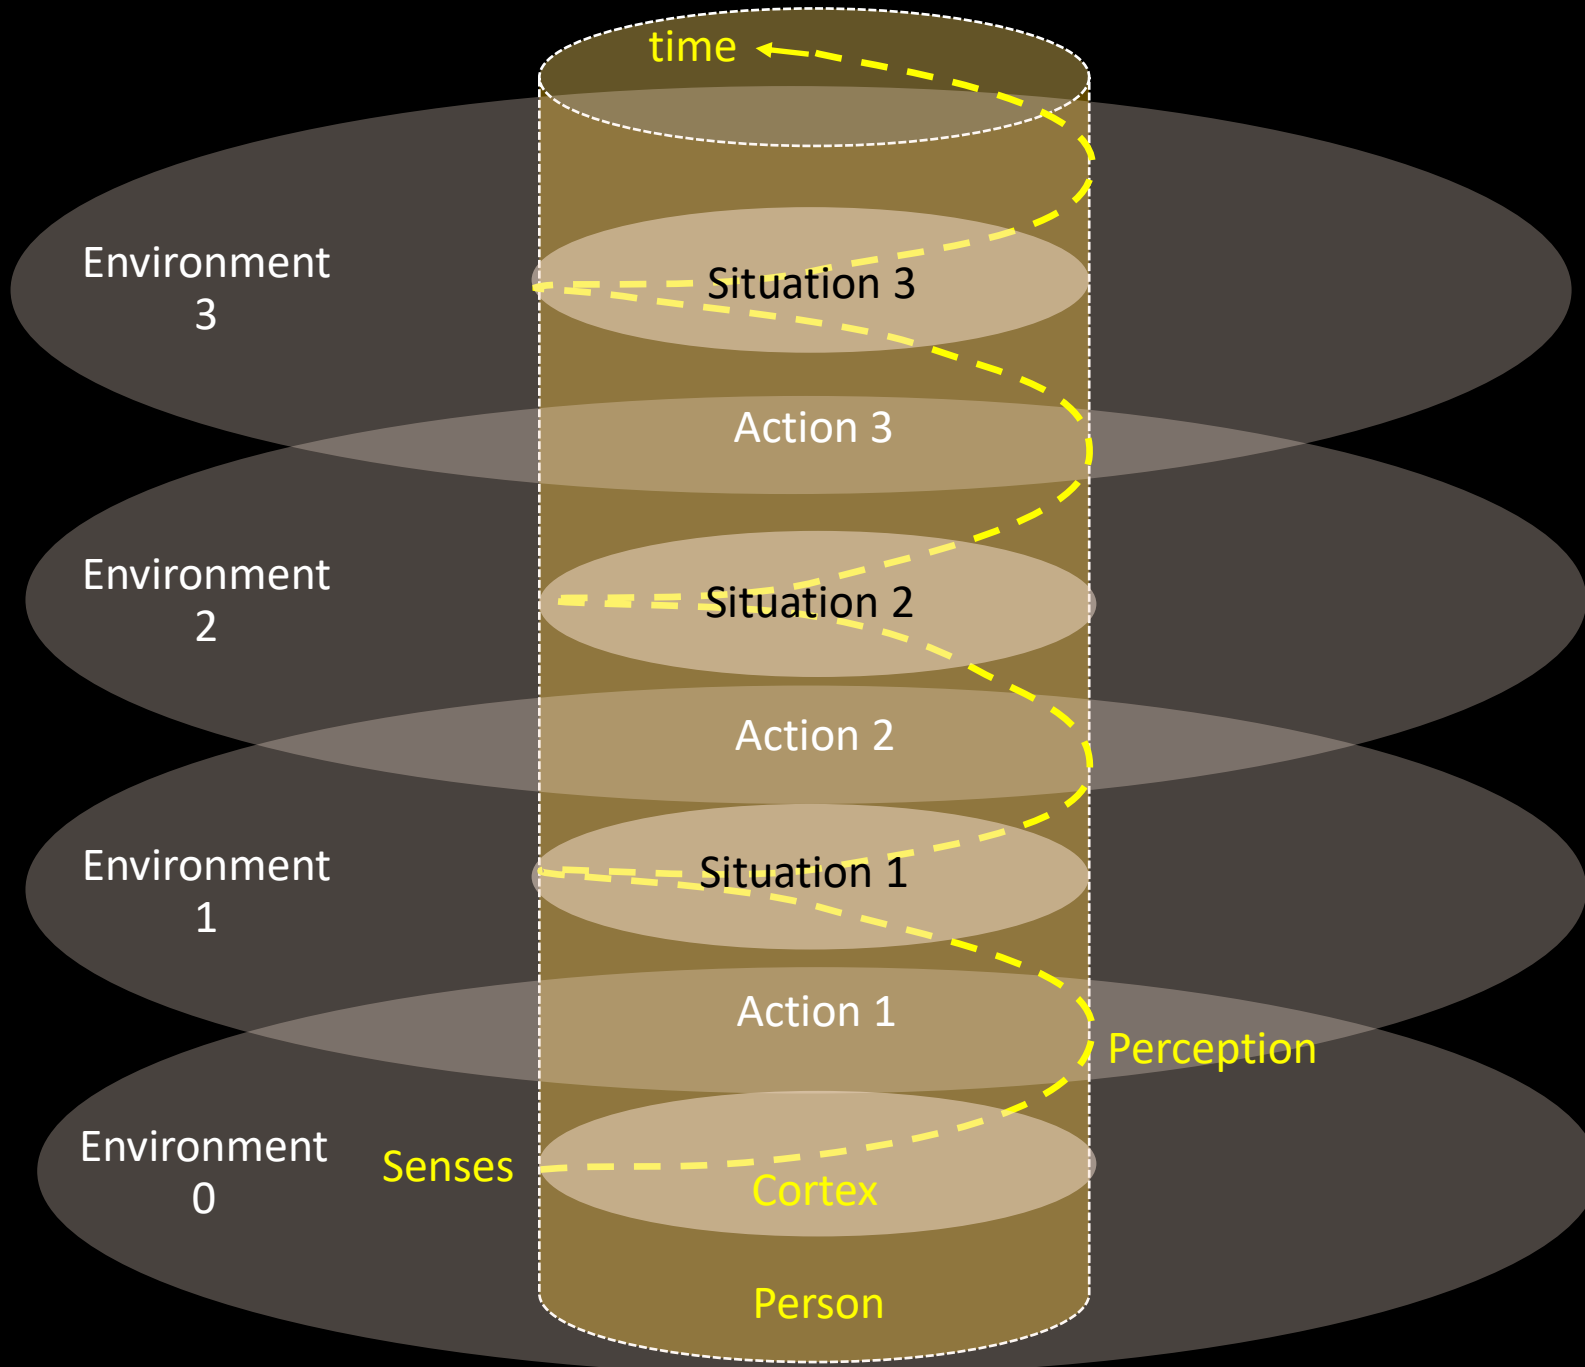 time
Environment
3
Situation 3
Action 3
Environment
2
Situation 2
Action 2
Environment
1
Situation 1
Action 1
Perception
Environment
0
Senses
Cortex
Person